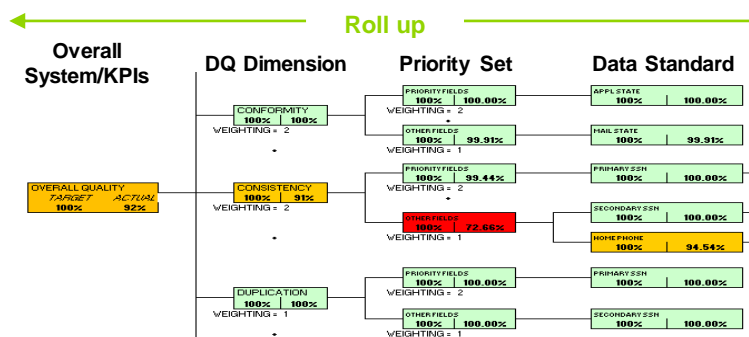 Roll up
Overall
System/KPIs
DQ Dimension
Priority Set
Data Standard
OVERALL QUALITY
TARGET ACTUAL
100% 92%
CONFORMITY
100% 100%
WEIGHTING = 2
*
CONSISTENCY
100% 91%
WEIGHTING = 2
*
DUPLICATION
100% 100%
WEIGHTING = 1
*
PRIORITY FIELDS
100% 100.00%
WEIGHTING = 2
*
OTHER FIELDS
100% 99.91%
WEIGHTING = 1
PRIORITY FIELDS
100% 99.44%
WEIGHTING = 2
*
OTHER FIELDS
100% 72.66%
WEIGHTING = 1
PRIORITY FIELDS
100% 100.00%
WEIGHTING = 2
OTHER FIELDS
100% 100.00%
WEIGHTING = 1
APPL STATE
100% 100.00%
MAIL STATE
100% 99.91%
PRIMARY SSN
100% 100.00%
SECONDARY SSN
100% 100.00%
HOME PHONE
100% 94.54%
PRIMARY SSN
100% 100.00%
SECONDARY SSN
100% 100.00%